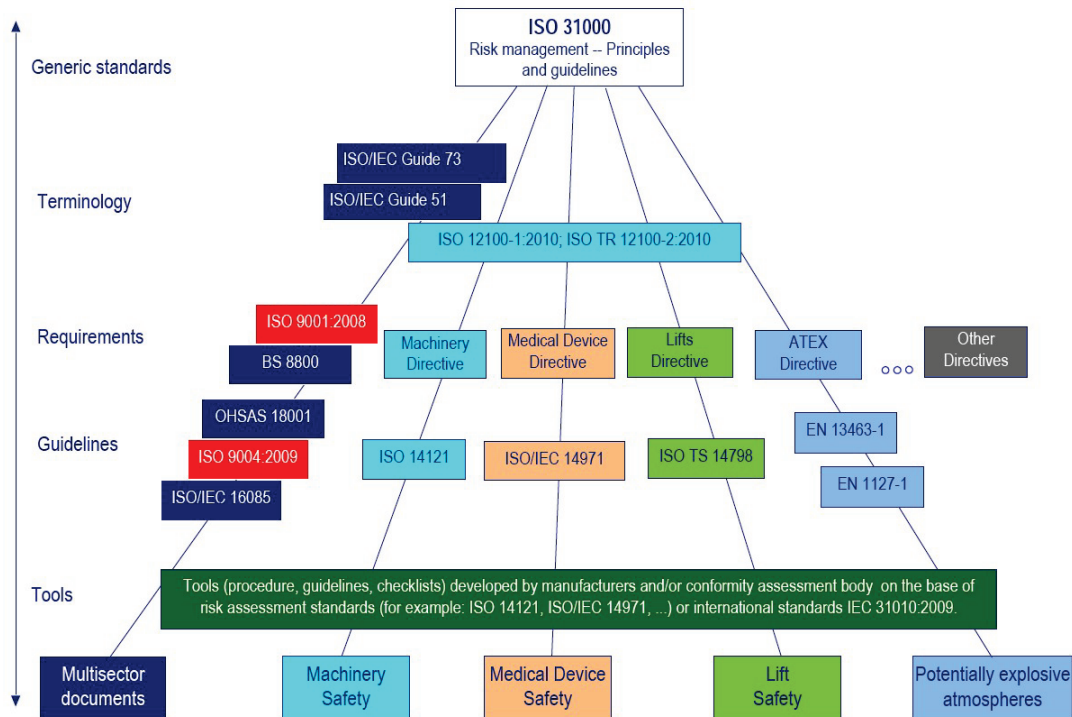 ISO 31000
Risk management -- Principles
and guidelines
Generic standards
ISO/IEC Guide 73
Terminology
ISO/IEC Guide 51
ISO 12100-1:2010; ISO TR 12100-2:2010
Requirements
ISO 9001:2008
BS 8800
Machinery
Directive
Medical Device
Directive
Lifts
Directive
ATEX
Directive
Other
Directives
Guidelines
OHSAS 18001
ISO 9004:2009
ISO/IEC 16085
ISO 14121
ISO/IEC 14971
ISO TS 14798
EN 13463-1
EN 1127-1
Tools
Tools (procedure, guidelines, checklists) developed by manufacturers and/or conformity assessment body on the base of
risk assessment standards (for example: ISO 14121, ISO/IEC 14971, ...) or international standards IEC 31010:2009.
Multisector
documents
Machinery
Safety
Medical Device
Safety
Lift
Safety
Potentially explosive
atmospheres